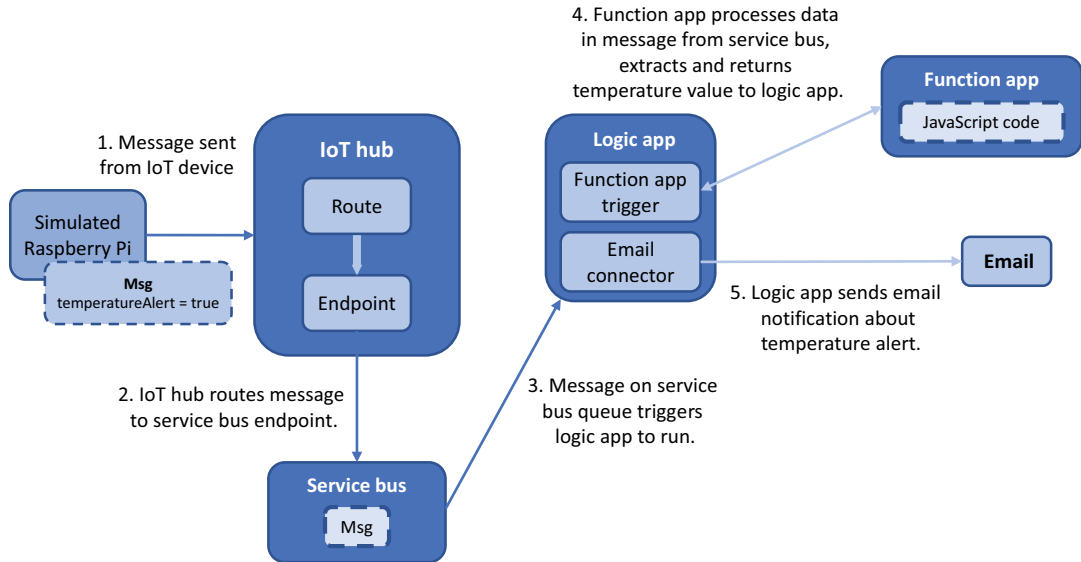 1. Message sent
from IoT device
Simulated
Raspberry Pi
Msg
temperatureAlert = true
IoT hub
Route
Endpoint
2. IoT hub routes message
to service bus endpoint.
Service bus
Msg
3. Message on service
bus queue triggers
logic app to run.
Logic app
Function app
trigger
Email
connector
4. Function app processes data
in message from service bus,
extracts and returns
temperature value to logic app.
Function app
JavaScript code
Email
5. Logic app sends email
notification about
temperature alert.